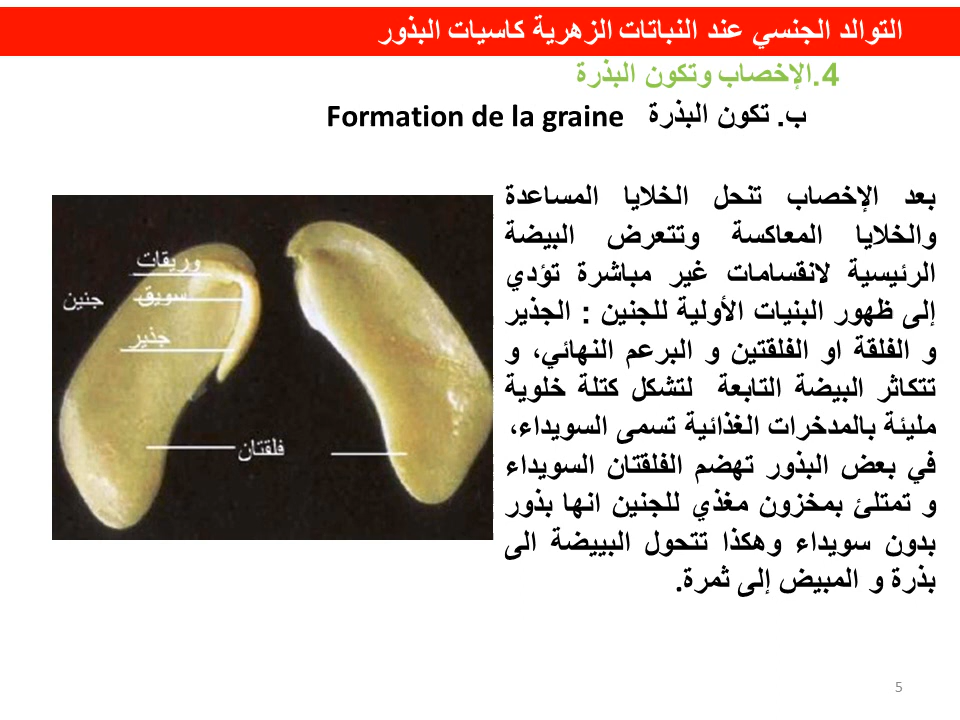 التوالد الجنسي عند النباتات الزهرية كاسيات البذور
4.الإخصاب وتكون البذرة
ب. تكون البذرة Formation de la graine
بعد الإخصاب تنحل الخلايا المساعدة
والخلايا المعاكسة وتتعرض البيضة
الرئيسية لانقسامات غير مباشرة تؤدي
إلى ظهور البنيات الأولية للجنين : الجذير
و الفلقة او الفلقتين و البرعم النهائي، و
تتكاثر البيضة التابعة لتشكل كتلة خلوية
مليئة بالمدخرات الغذائية تسمى السويداء،
في بعض البذور تهضم الفلقتان السويداء
و تمتلئ بمخزون مغذي للجنين انها بذور
بدون سويداء وهكذا تتحول البييضة الى
بذرة و المبيض إلى ثمرة.
وريقات
سويق
جنين
جذير
فلقتان
5